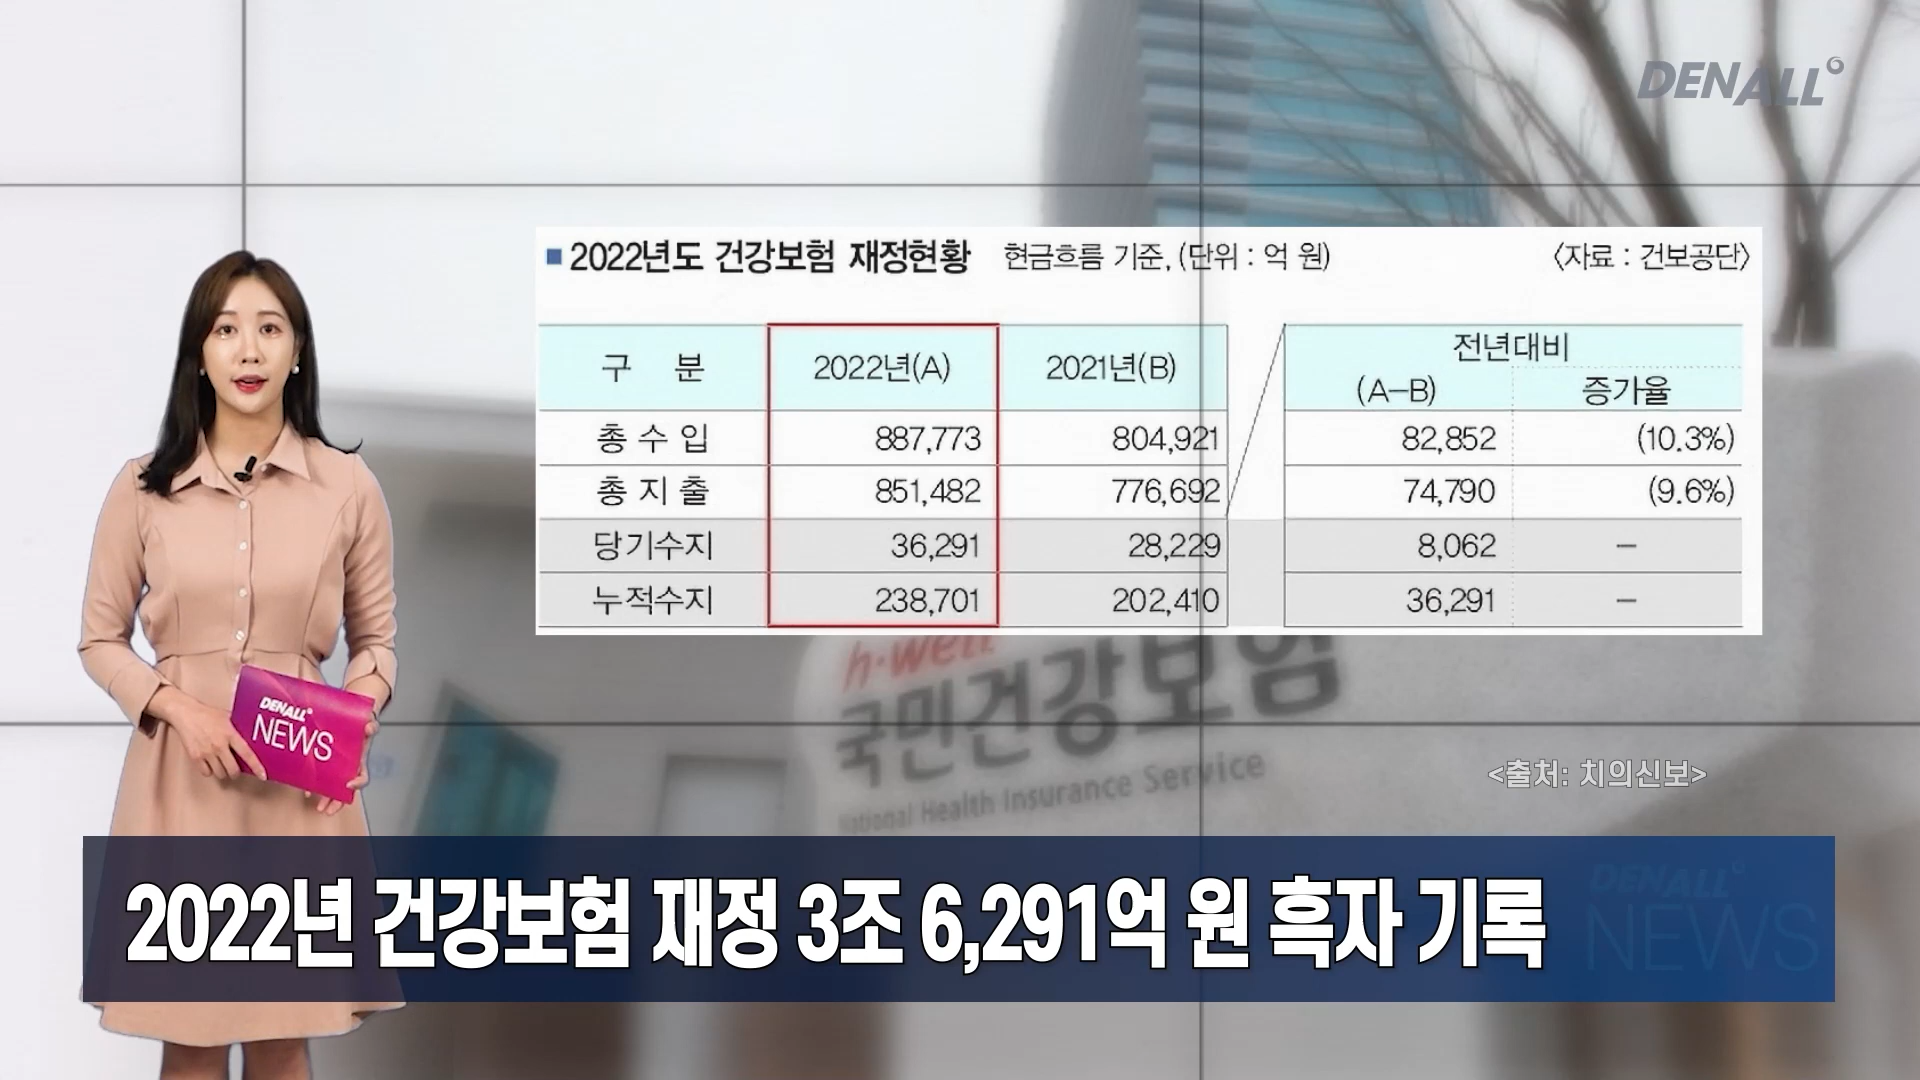 DENALL
■ 2022년도 건강보험 재정현황 현금흐름 기준, (단위 : 억 원) 〈자료 : 건보공단〉
구 분 2022년(A) 2021년(B) 전년대비
(A-B) 증가율
총 수 입 887,773 804,921 82,852 (10.3%)
총 지 출 851,482 776,692 74,790 (9.6%)
당기수지 36,291 28,229 8,062 –
누적수지 238,701 202,410 36,291 –
h·well
국민건강보험
National Health Insurance Service
DENALL
NEWS
<출처: 치의신보>
2022년 건강보험 재정 3조 6,291억 원 흑자 기록
DENALL
NEWS